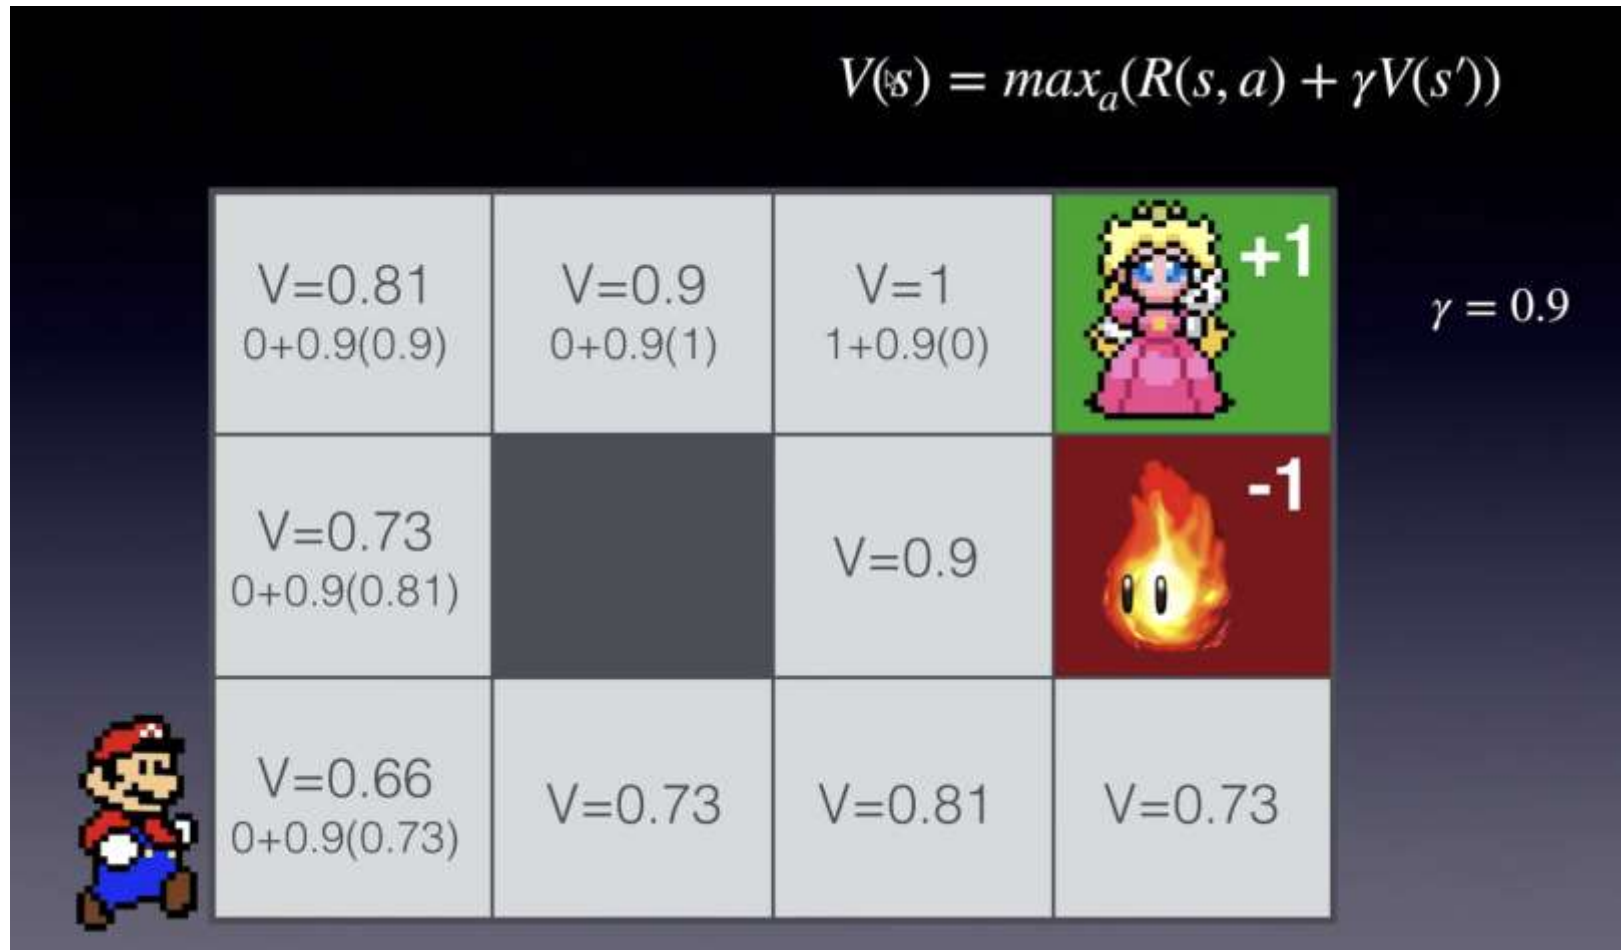 V(s) = max_a(R(s, a) + γV(s′))
V=0.81
0+0.9(0.9)
V=0.9
0+0.9(1)
V=1
1+0.9(0)
+1
γ = 0.9
V=0.73
0+0.9(0.81)
V=0.9
-1
V=0.66
0+0.9(0.73)
V=0.73
V=0.81
V=0.73